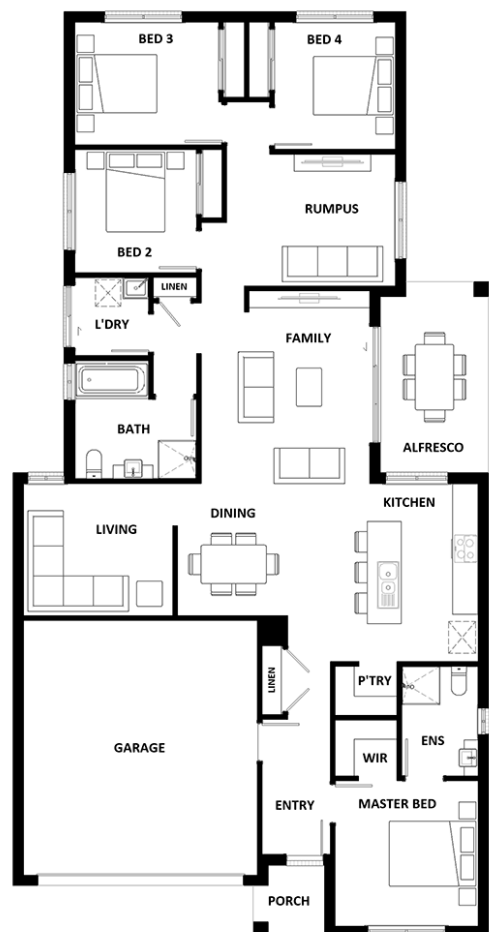 BED 3
BED 4
RUMPUS
BED 2
LINEN
L'DRY
FAMILY
BATH
ALFRESCO
KITCHEN
DINING
LIVING
LINEN
P'TRY
GARAGE
WIR
ENS
ENTRY
MASTER BED
PORCH